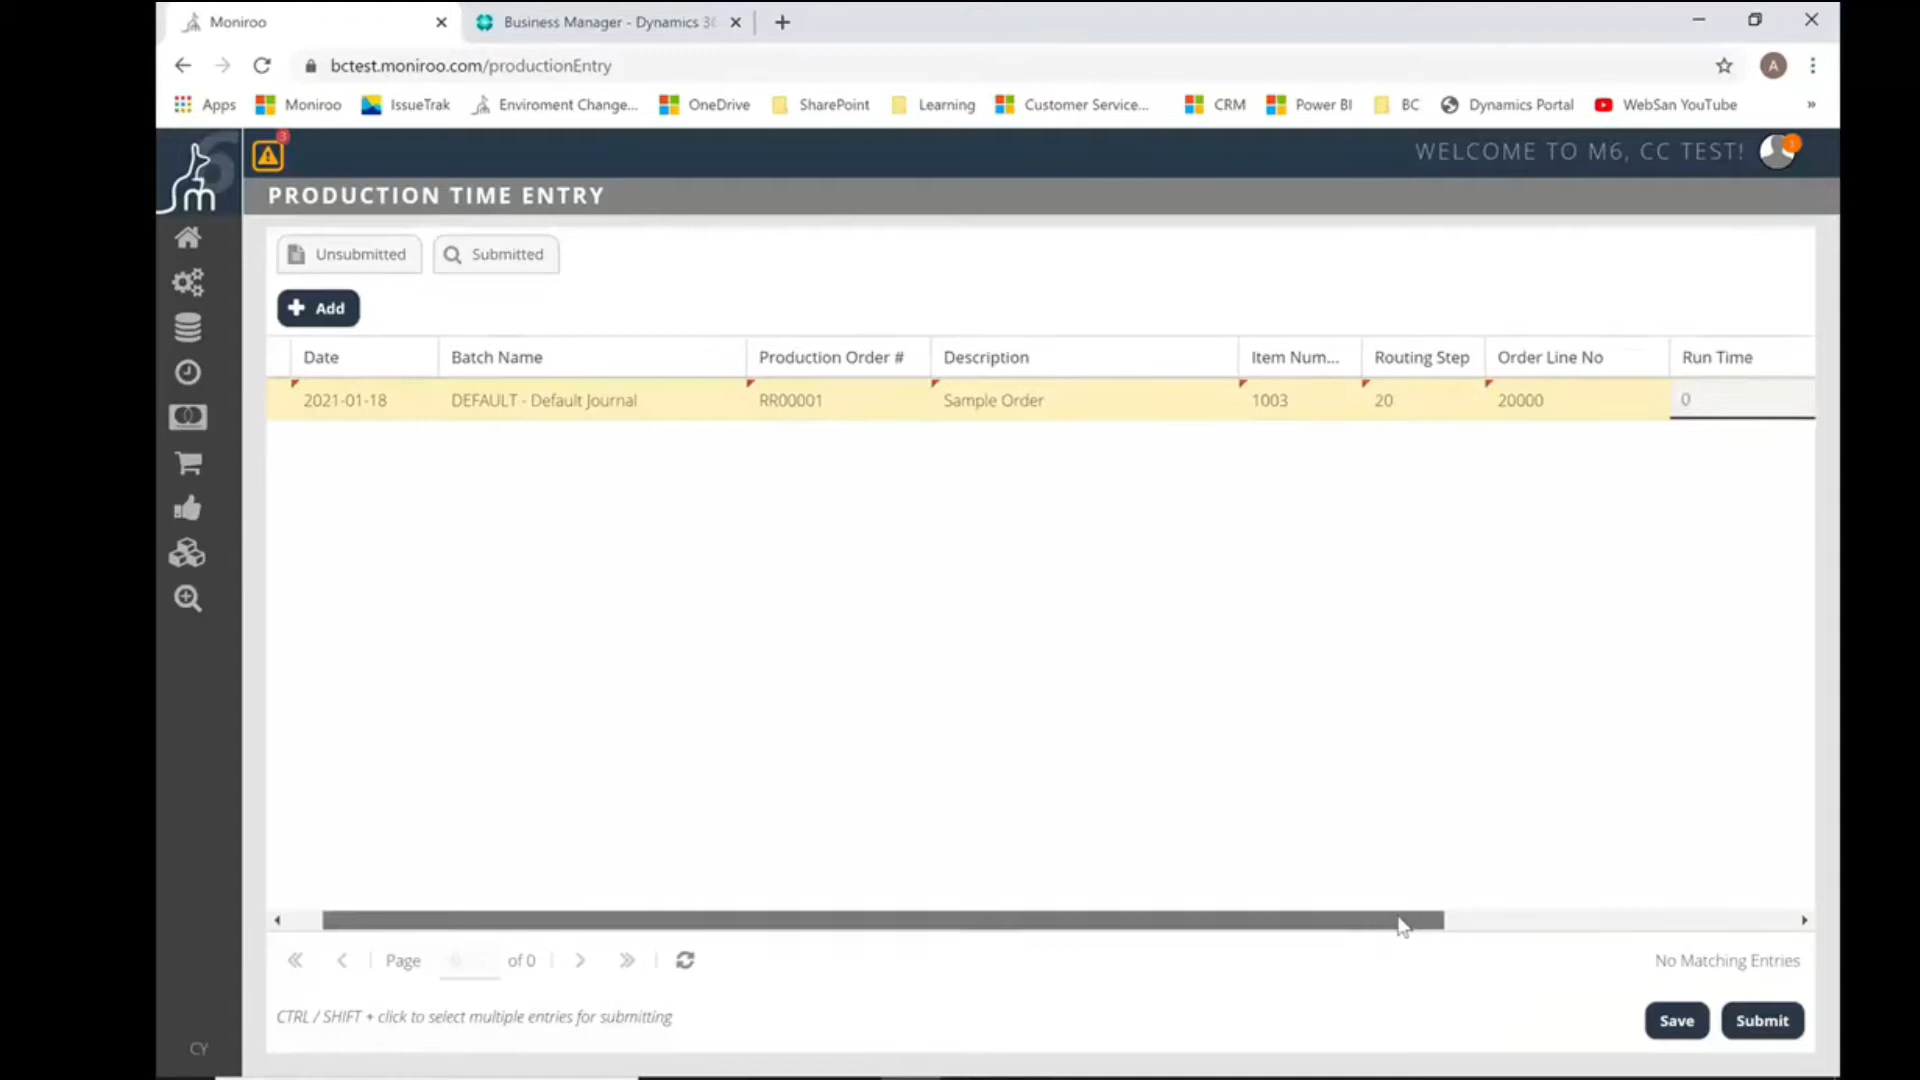 Moniroo
Business Manager - Dynamics 36
bctest.moniroo.com/productionEntry
A
Apps Moniroo IssueTrak Enviroment Change... OneDrive SharePoint Learning Customer Service... CRM Power BI BC Dynamics Portal WebSan YouTube »
3
WELCOME TO M6, CC TEST!
1
m
PRODUCTION TIME ENTRY
Unsubmitted Submitted
Add
Date Batch Name Production Order # Description Item Num... Routing Step Order Line No Run Time
2021-01-18 DEFAULT - Default Journal RR00001 Sample Order 1003 20 20000 0
Page of 0
No Matching Entries
CTRL / SHIFT + click to select multiple entries for submitting
Save Submit
CY